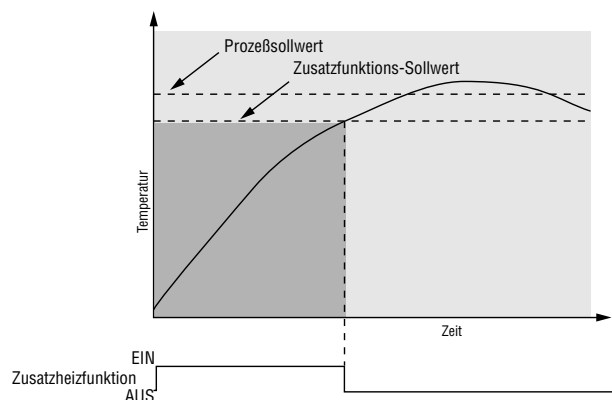 Prozeßsollwert
Zusatzfunktions-Sollwert
Temperatur
Zeit
EIN
Zusatzheizfunktion
AUS